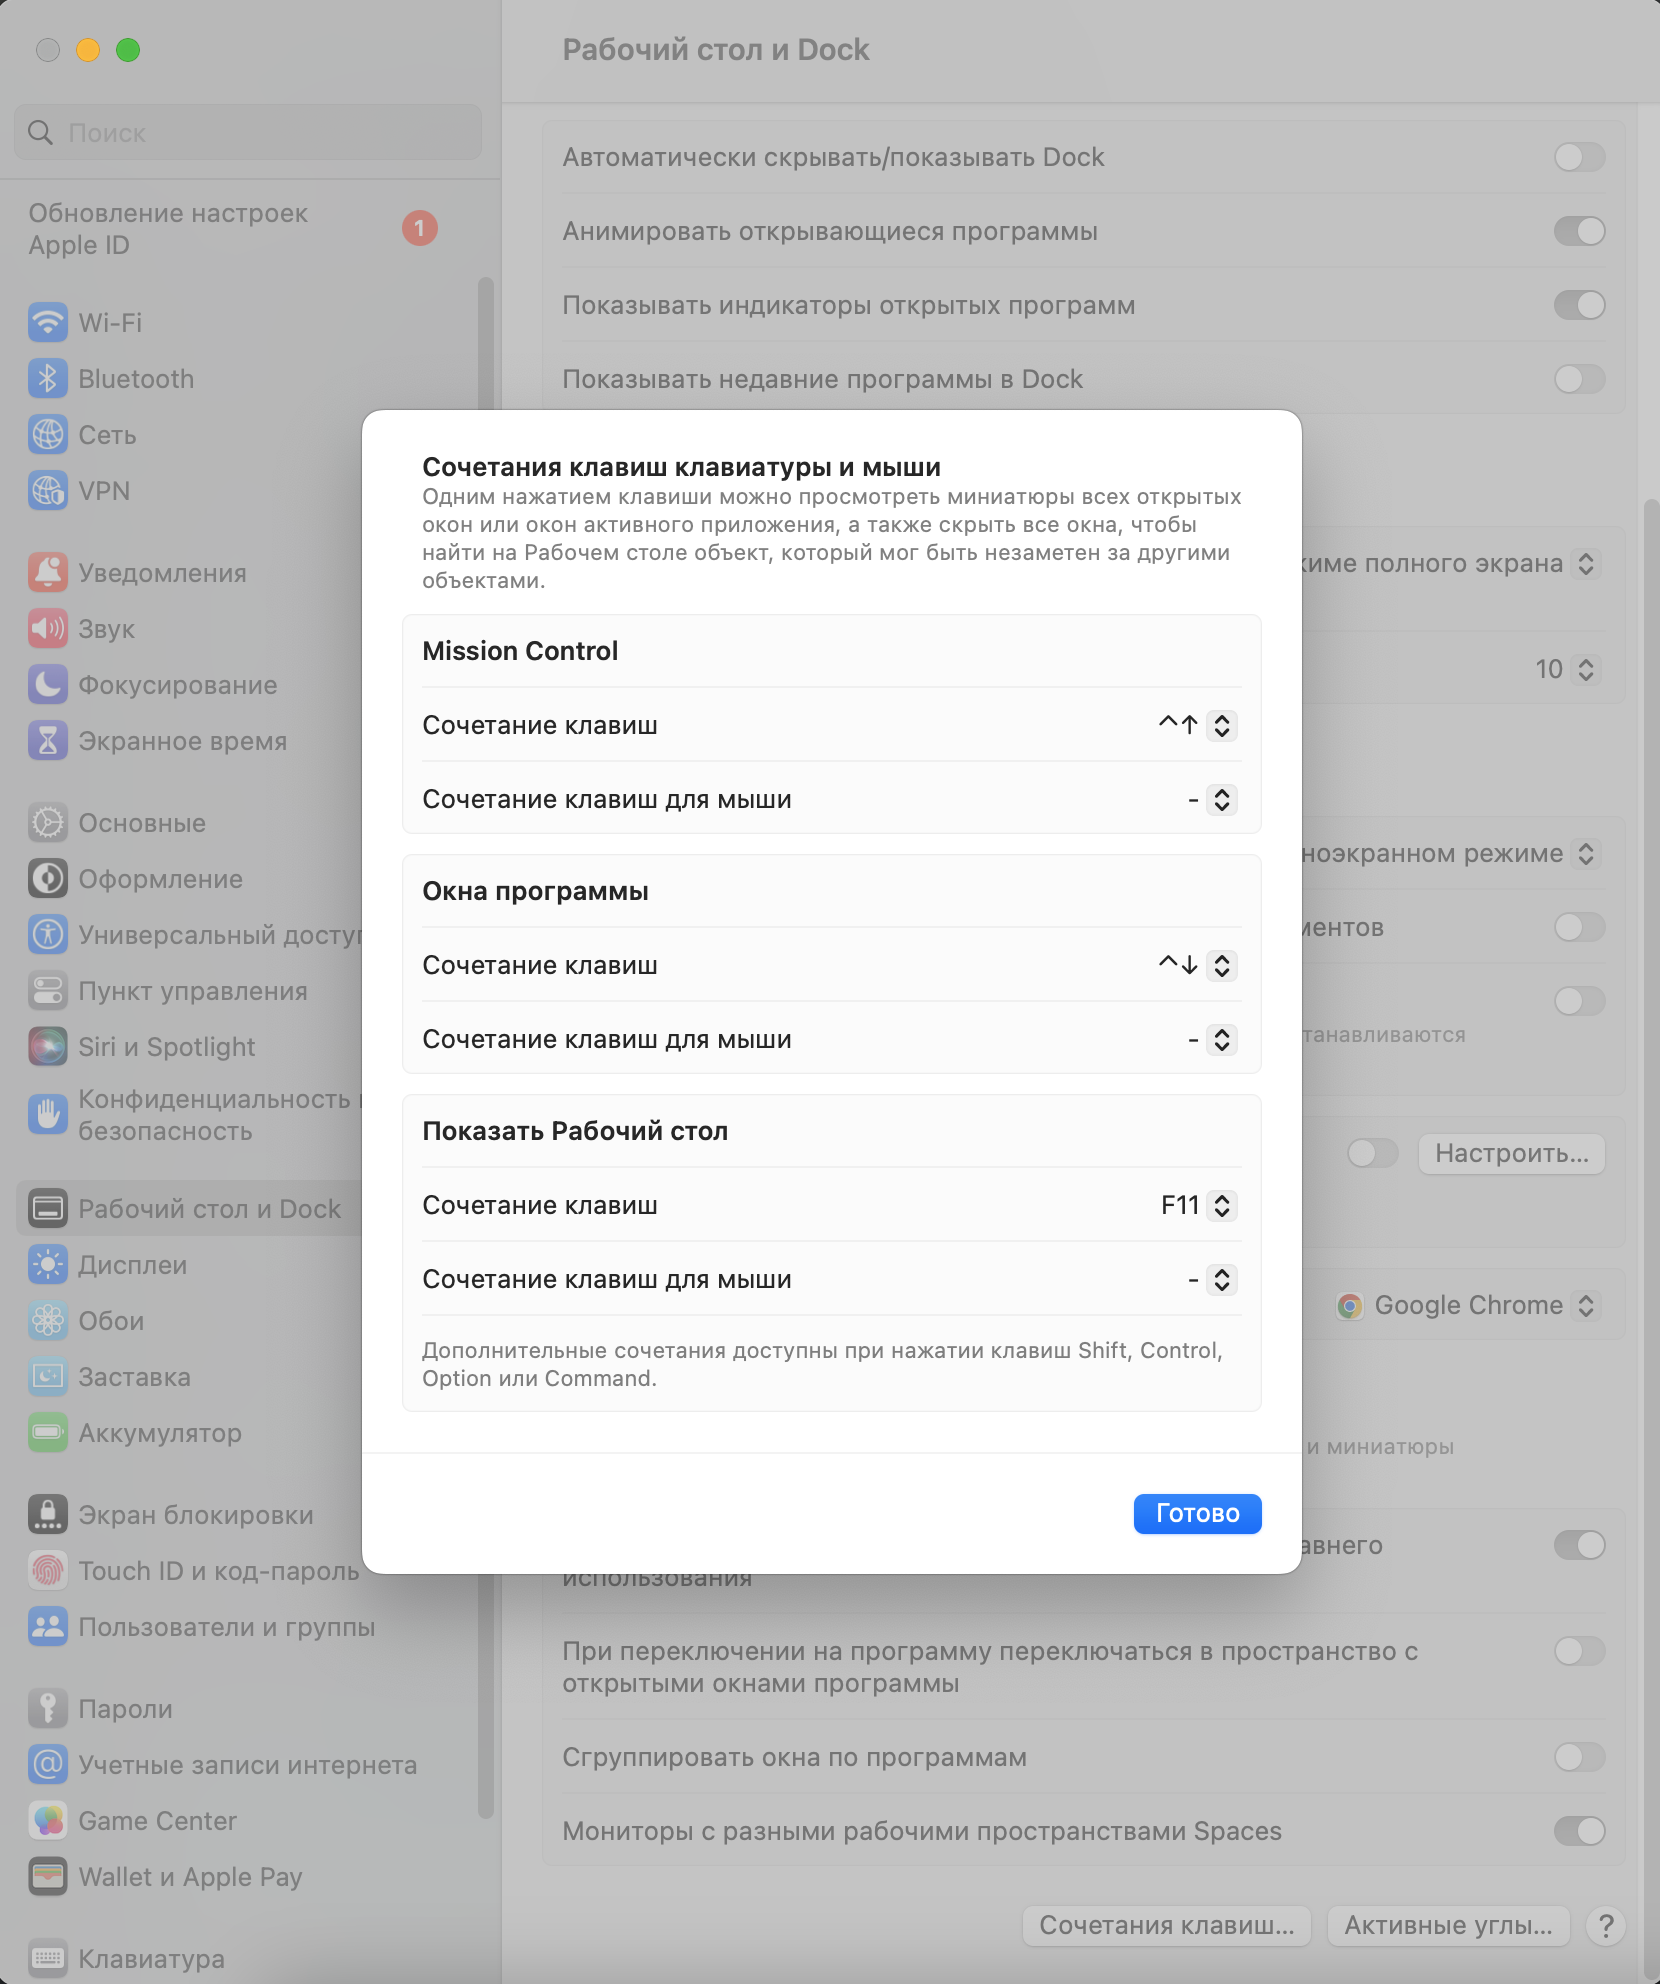 Рабочий стол и Dock
Поиск
Обновление настроек
Apple ID
1
Wi-Fi
Bluetooth
Сеть
VPN
Уведомления
Звук
Фокусирование
Экранное время
Основные
Оформление
Универсальный доступ
Пункт управления
Siri и Spotlight
Конфиденциальность
безопасность
Рабочий стол и Dock
Дисплеи
Обои
Заставка
Аккумулятор
Экран блокировки
Touch ID и код-пароль
Пользователи и группы
Пароли
Учетные записи интернета
Game Center
Wallet и Apple Pay
Клавиатура
Автоматически скрывать/показывать Dock
Анимировать открывающиеся программы
Показывать индикаторы открытых программ
Показывать недавние программы в Dock
Сочетания клавиш клавиатуры и мыши
Одним нажатием клавиши можно просмотреть миниатюры всех открытых
окон или окон активного приложения, а также скрыть все окна, чтобы
найти на Рабочем столе объект, который мог быть незаметен за другими
объектами.
Mission Control
Сочетание клавиш ^↑
Сочетание клавиш для мыши -
Окна программы
Сочетание клавиш ^↓
Сочетание клавиш для мыши -
Показать Рабочий стол
Сочетание клавиш F11
Сочетание клавиш для мыши -
Дополнительные сочетания доступны при нажатии клавиш Shift, Control,
Option или Command.
Готово
жиме полного экрана
10
ноэкранном режиме
ментов
танавливаются
Настроить...
Google Chrome
и миниатюры
авнего
использования
При переключении на программу переключаться в пространство с
открытыми окнами программы
Сгруппировать окна по программам
Мониторы с разными рабочими пространствами Spaces
Сочетания клавиш...
Активные углы...
?